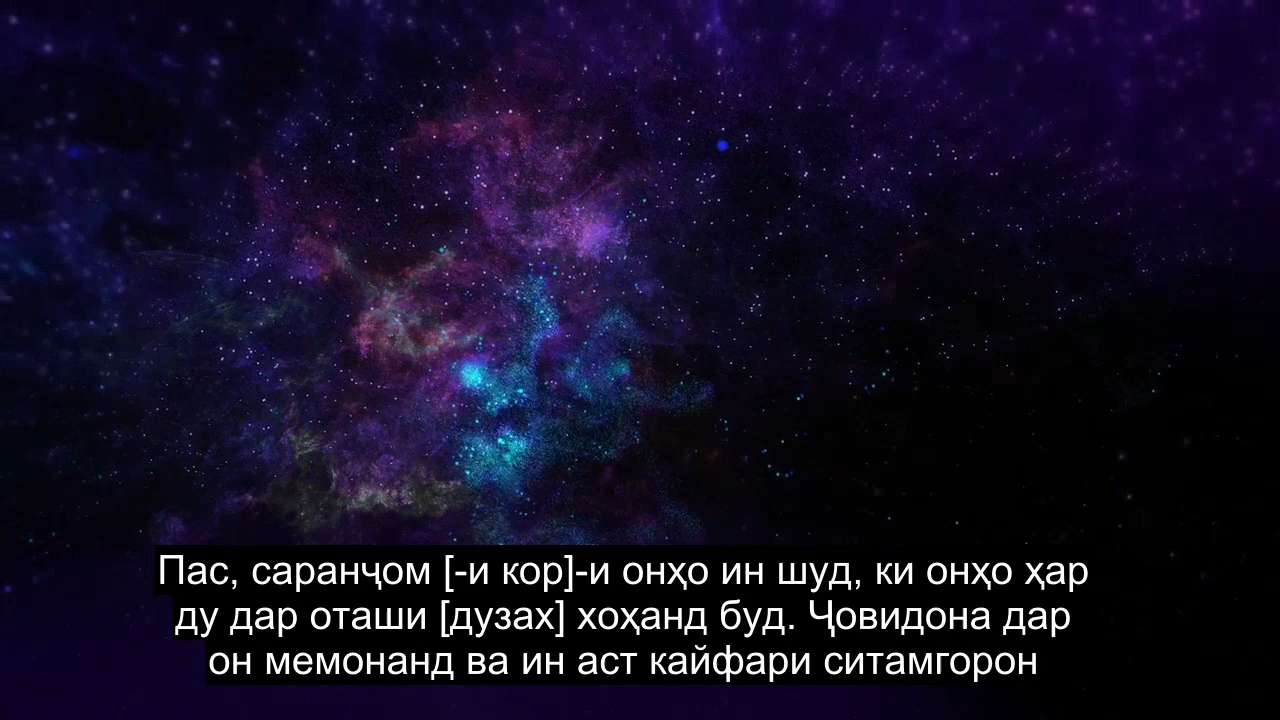 Пас, саранҷом [-и кор]-и онҳо ин шуд, ки онҳо ҳар
ду дар оташи [дузах] хоҳанд буд. Ҷовидона дар
он мемонанд ва ин аст кайфари ситамгорон